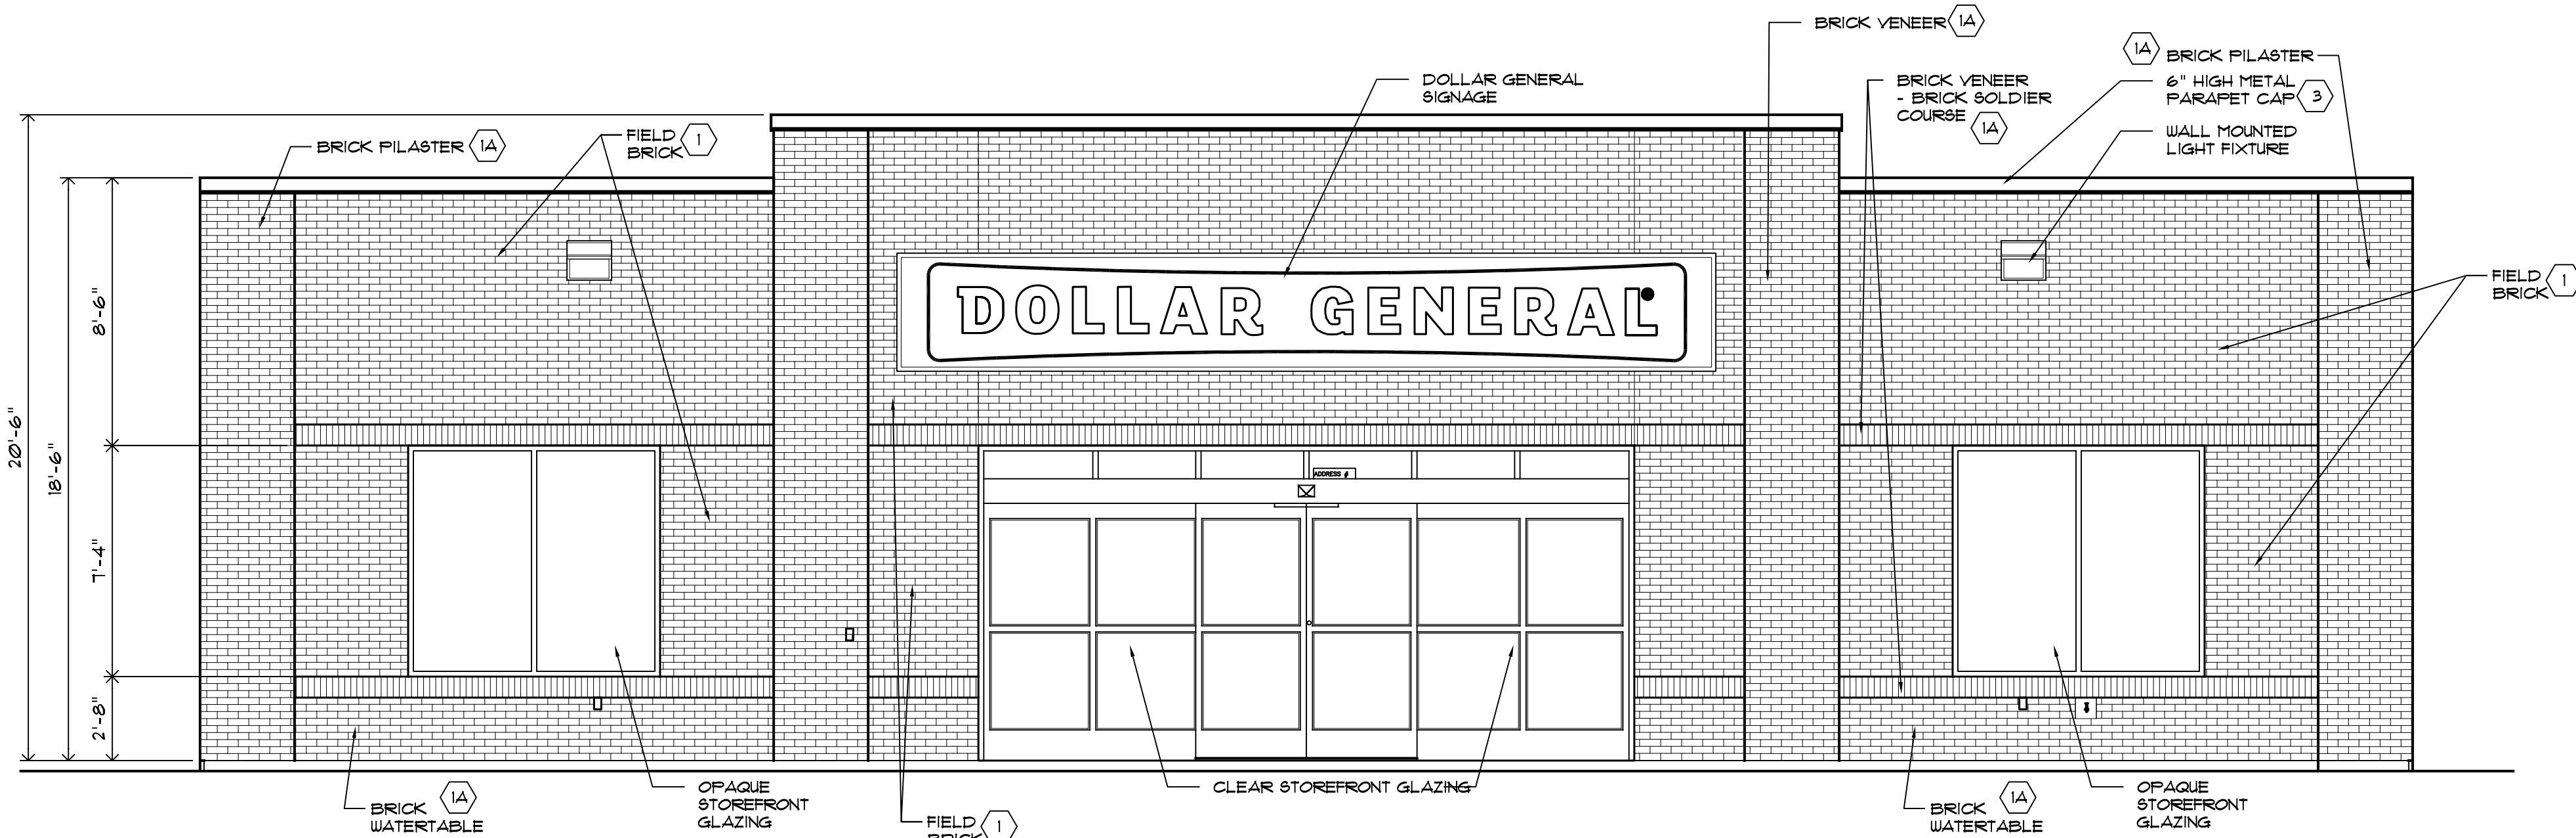 BRICK VENEER 1A
1A BRICK PILASTER
DOLLAR GENERAL
SIGNAGE
BRICK VENEER
- BRICK SOLDIER
COURSE 1A
6" HIGH METAL
PARAPET CAP 3
WALL MOUNTED
LIGHT FIXTURE
BRICK PILASTER 1A
FIELD
BRICK 1
FIELD
BRICK 1
DOLLAR GENERAL
20'-6"
18'-6"
8'-6"
7'-4"
2'-8"
ADDRESS #
BRICK
WATERTABLE 1A
OPAQUE
STOREFRONT
GLAZING
FIELD
BRICK 1
CLEAR STOREFRONT GLAZING
BRICK
WATERTABLE 1A
OPAQUE
STOREFRONT
GLAZING